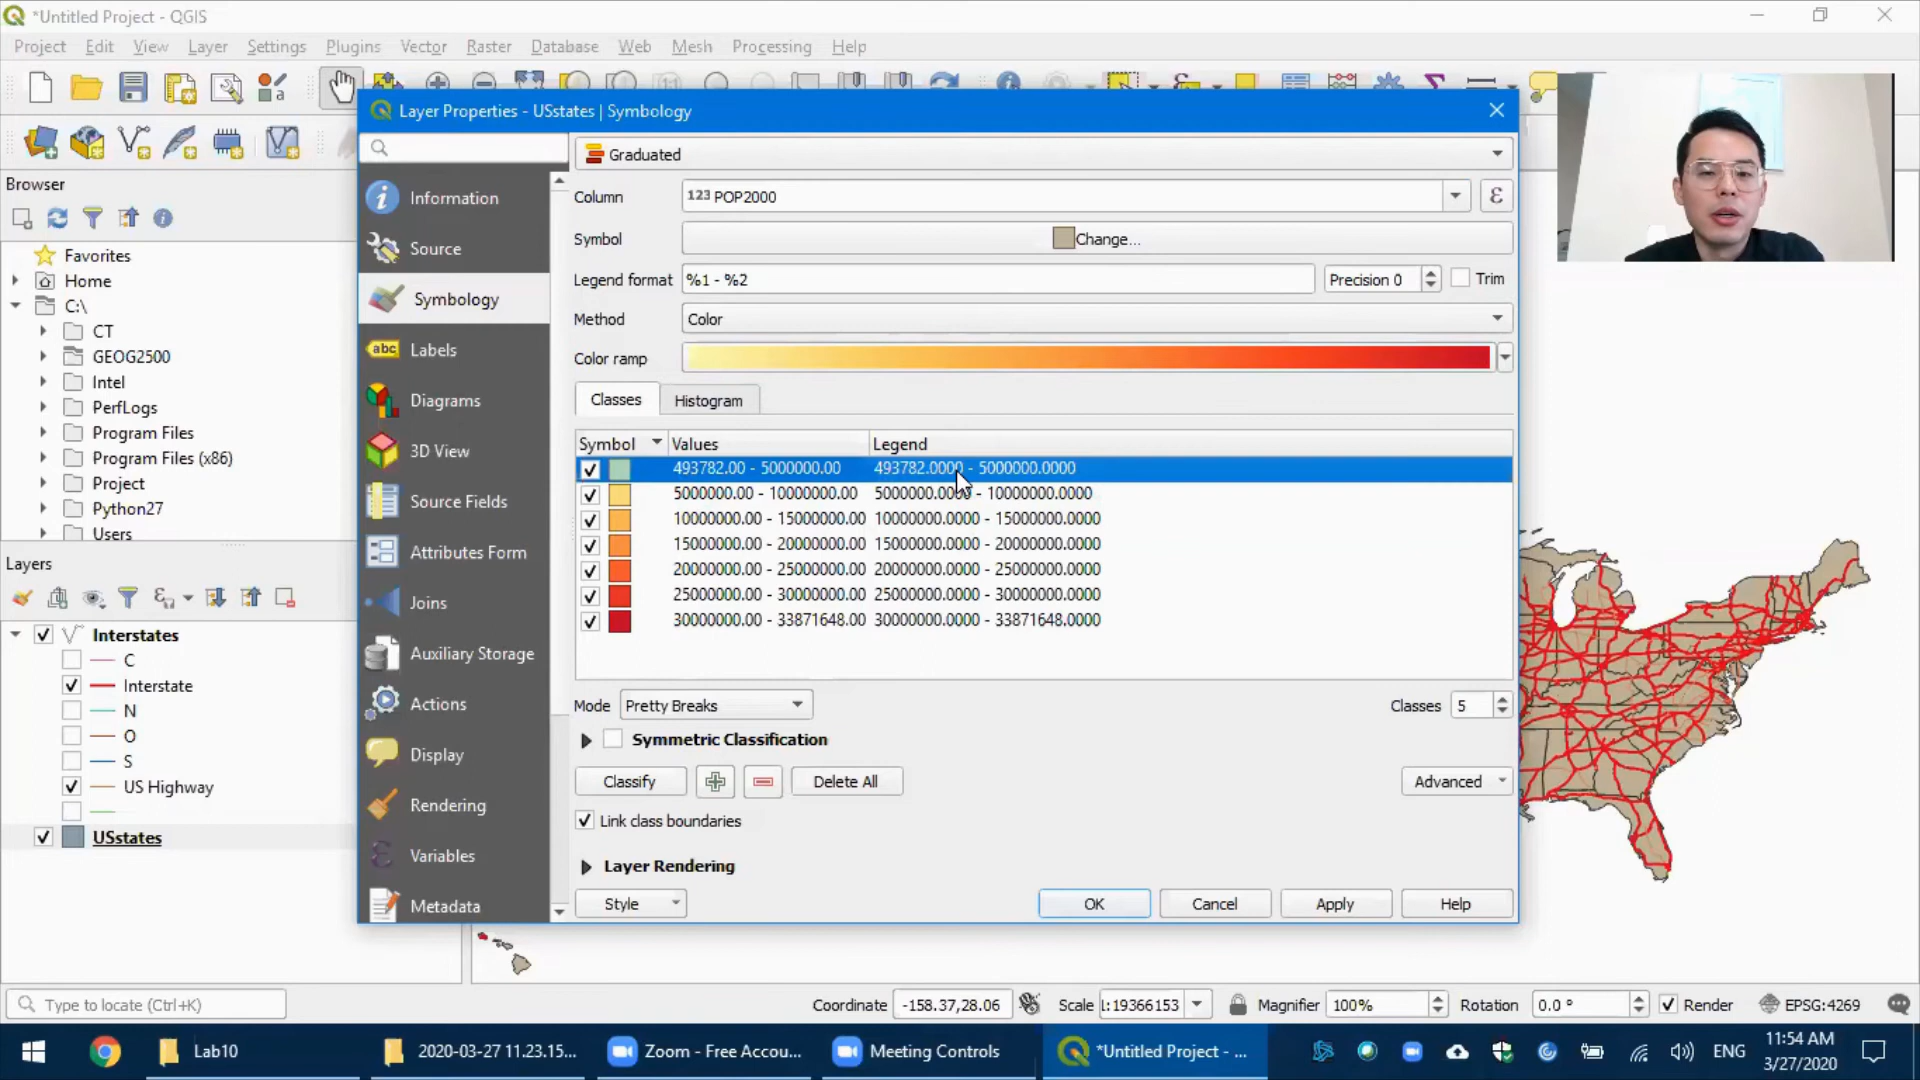 *Untitled Project - QGIS
Project Edit View Layer Settings Plugins Vector Raster Database Web Mesh Processing Help
Layer Properties - USstates | Symbology
Browser
Favorites
Home
C:\
CT
GEOG2500
Intel
PerfLogs
Program Files
Program Files (x86)
Project
Python27
Users
Layers
Interstates
C
Interstate
N
O
S
US Highway
USstates
Information
Source
Symbology
abc Labels
Diagrams
3D View
Source Fields
Attributes Form
Joins
Auxiliary Storage
Actions
Display
Rendering
Variables
Metadata
Graduated
Column 123 POP2000 ε
Symbol Change...
Legend format %1 - %2 Precision 0 Trim
Method Color
Color ramp
Classes Histogram
Symbol Values Legend
493782.00 - 5000000.00 493782.0000 - 5000000.0000
5000000.00 - 10000000.00 5000000.0000 - 10000000.0000
10000000.00 - 15000000.00 10000000.0000 - 15000000.0000
15000000.00 - 20000000.00 15000000.0000 - 20000000.0000
20000000.00 - 25000000.00 20000000.0000 - 25000000.0000
25000000.00 - 30000000.00 25000000.0000 - 30000000.0000
30000000.00 - 33871648.00 30000000.0000 - 33871648.0000
Mode Pretty Breaks Classes 5
Symmetric Classification
Classify Delete All Advanced
Link class boundaries
Layer Rendering
Style OK Cancel Apply Help
Type to locate (Ctrl+K) Coordinate -158.37,28.06 Scale 1:19366153 Magnifier 100% Rotation 0.0 ° Render EPSG:4269
Lab10 2020-03-27 11.23.15... Zoom - Free Accou... Meeting Controls *Untitled Project - ... ENG 11:54 AM
3/27/2020